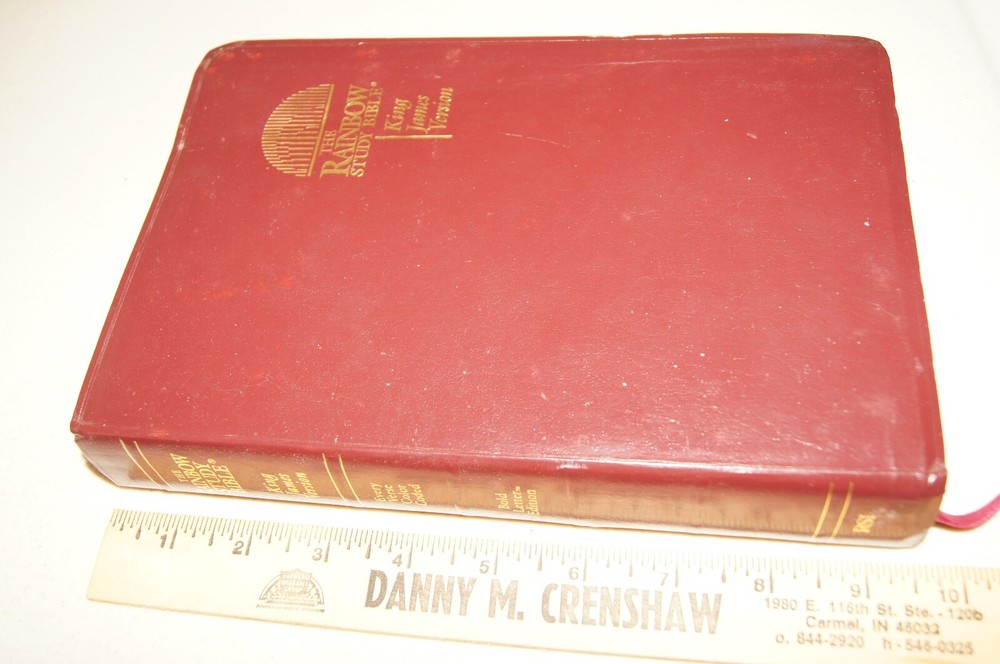 THE
RAINBOW
STUDY BIBLE®
King
James
Version
THE
RAINBOW
STUDY
BIBLE®
King
James
Version
Every
Verse
Color
Coded
Bold
Letter™
Edition
1 2 3 4 5 6 7 8 9 10
DANNY M. CRENSHAW
1980 E. 116th St. Ste. - 120b
Carmel, IN 46032
o. 844-2920 h - 546-0325